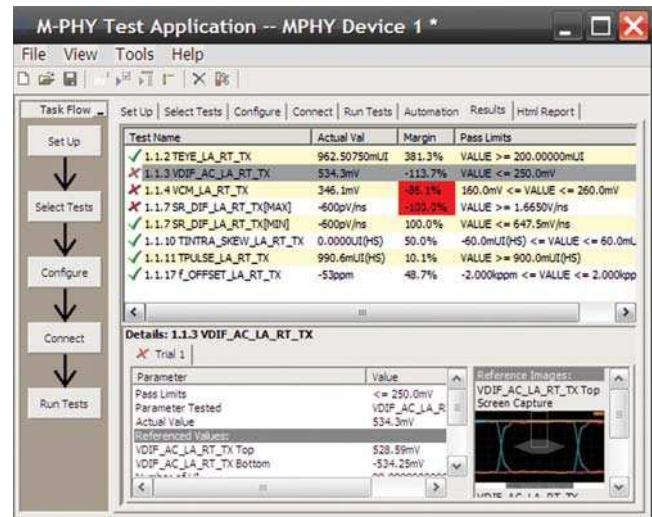 M-PHY Test Application -- MPHY Device 1 *
File View Tools Help
Task Flow
Set Up | Select Tests | Configure | Connect | Run Tests | Automation Results | Html Report
Set Up
Select Tests
Configure
Connect
Run Tests
Test Name Actual Val Margin Pass Limits
1.1.2 TEYE_LA_RT_TX 962.50750mUI 381.3% VALUE >= 200.00000mUI
1.1.3 VDIF_AC_LA_RT_TX 534.3mV -113.7% VALUE <= 250.0mV
1.1.4 VCM_LA_RT_TX 346.1mV -86.1% 160.0mV <= VALUE <= 260.0mV
1.1.7 SR_DIF_LA_RT_TX[MAX] -600pV/ns -100.0% VALUE >= 1.6650V/ns
1.1.7 SR_DIF_LA_RT_TX[MIN] -600pV/ns 100.0% VALUE <= 647.5mV/ns
1.1.10 TINTRA_SKEW_LA_RT_TX 0.0000UI(HS) 50.0% -60.0mUI(HS) <= VALUE <= 60.0mU
1.1.11 TPULSE_LA_RT_TX 990.6mUI(HS) 10.1% VALUE >= 900.0mUI(HS)
1.1.17 f_OFFSET_LA_RT_TX -53ppm 48.7% -2.000kppm <= VALUE <= 2.000kpp
Details: 1.1.3 VDIF_AC_LA_RT_TX
Trial 1
Parameter Value
Pass Limits <= 250.0mV
Parameter Tested VDIF_AC_LA_R
Actual Value 534.3mV
Referenced Values:
VDIF_AC_LA_RT_TX Top 528.59mV
VDIF_AC_LA_RT_TX Bottom -534.25mV
Reference Images:
VDIF_AC_LA_RT_TX Top
Screen Capture